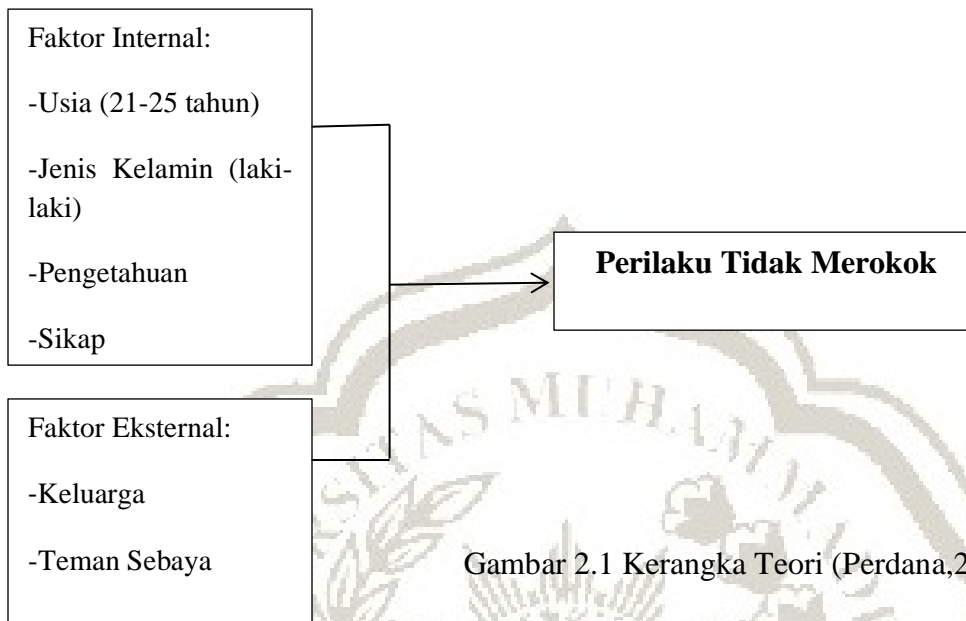 Faktor Internal:
-Usia (21-25 tahun)
-Jenis Kelamin (laki-
laki)
-Pengetahuan
-Sikap
Perilaku Tidak Merokok
Faktor Eksternal:
-Keluarga
-Teman Sebaya
Gambar 2.1 Kerangka Teori (Perdana,2